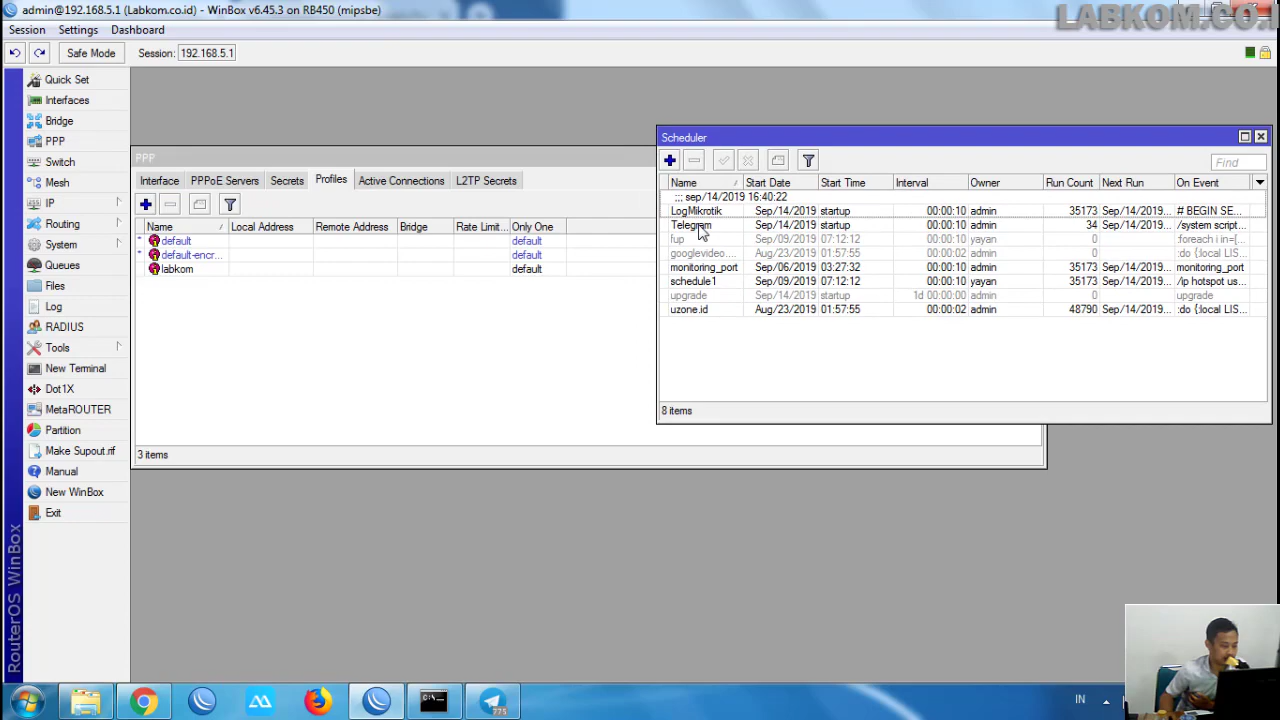 admin@192.168.5.1 (Labkom.co.id) - WinBox v6.45.3 on RB450 (mipsbe)
LABKOM.CO.I
Session Settings Dashboard
Safe Mode Session: 192.168.5.1
Quick Set
Interfaces
Bridge
PPP
Switch
Mesh
IP
Routing
System
Queues
Files
Log
RADIUS
Tools
New Terminal
Dot1X
MetaROUTER
Partition
Make Supout.rif
Manual
New WinBox
Exit
RouterOS WinBox
PPP
Interface PPPoE Servers Secrets Profiles Active Connections L2TP Secrets
Name Local Address Remote Address Bridge Rate Limit... Only One
* default default
* default-encr... default
labkom default
3 items
Scheduler
Find
Name Start Date Start Time Interval Owner Run Count Next Run On Event
;;; sep/14/2019 16:40:22
LogMikrotik Sep/14/2019 startup 00:00:10 admin 35173 Sep/14/2019... # BEGIN SE...
Telegram Sep/14/2019 startup 00:00:10 admin 34 Sep/14/2019... /system script...
fup Sep/09/2019 07:12:12 00:00:10 yayan 0 :foreach i in=[...
googlevideo.... Aug/23/2019 01:57:55 00:00:02 admin 0 :do {:local LIS...
monitoring_port Sep/06/2019 03:27:32 00:00:10 admin 35173 Sep/14/2019... monitoring_port
schedule1 Sep/09/2019 07:12:12 00:00:10 yayan 35173 Sep/14/2019... /ip hotspot us...
upgrade Sep/14/2019 startup 1d 00:00:00 admin 0 upgrade
uzone.id Aug/23/2019 01:57:55 00:00:02 admin 48790 Sep/14/2019... :do {:local LIS...
8 items
775
IN